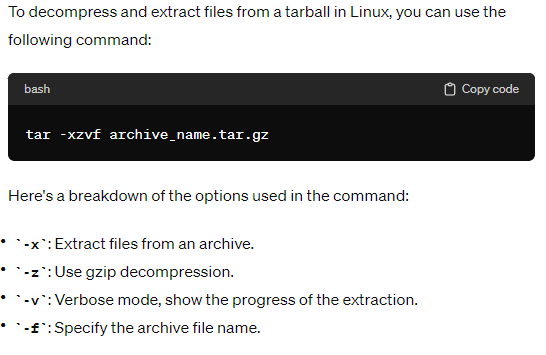 To decompress and extract files from a tarball in Linux, you can use the
following command:
bash Copy code
tar -xzvf archive_name.tar.gz
Here's a breakdown of the options used in the command:
• `-x`: Extract files from an archive.
• `-z`: Use gzip decompression.
• `-v`: Verbose mode, show the progress of the extraction.
• `-f`: Specify the archive file name.